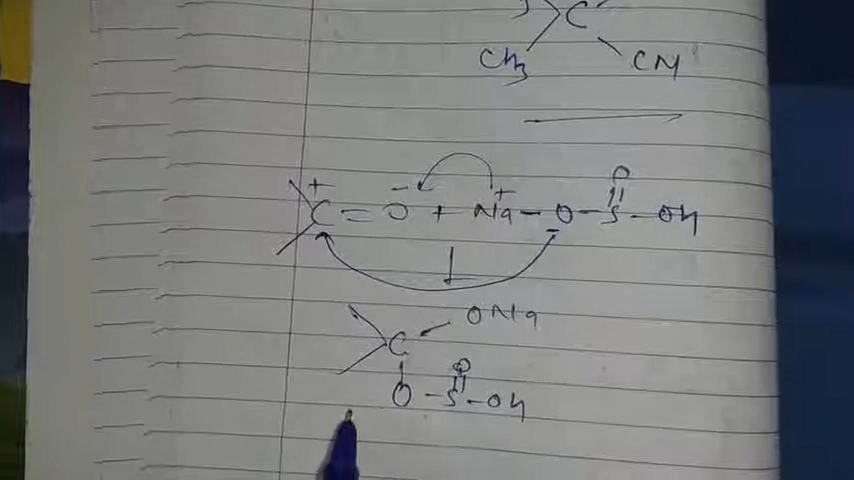 C
CH3 CN
+ - + O
C = O + Na - O - S - OH
-
ONa
C
O
O - S - OH